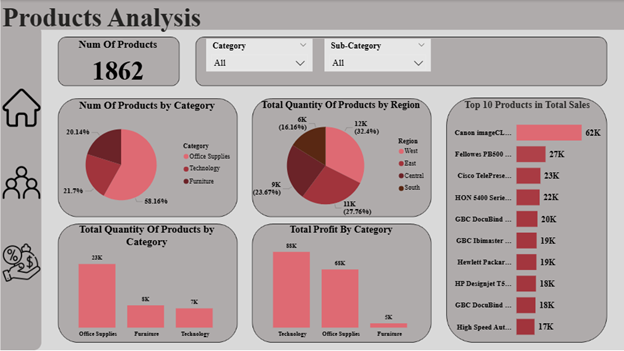 Products Analysis
Num Of Products
1862
Category
All
Sub-Category
All
Num Of Products by Category
20.14%
21.7%
58.16%
Category
Office Supplies
Technology
Furniture
Total Quantity Of Products by Region
6K
(16.16%)
12K
(32.4%)
9K
(23.67%)
11K
(27.76%)
Region
West
East
Central
South
Top 10 Products in Total Sales
Canon imageCL... 62K
Fellowes PB500 ... 27K
Cisco TelePrese... 23K
HON 5400 Serie... 22K
GBC DocuBind ... 20K
GBC Ibimaster ... 19K
Hewlett Packar... 19K
HP Designjet T5... 18K
GBC DocuBind ... 18K
High Speed Aut... 17K
Total Quantity Of Products by
Category
23K
8K
7K
Office Supplies Furniture Technology
Total Profit By Category
88K
68K
5K
Technology Office Supplies Furniture